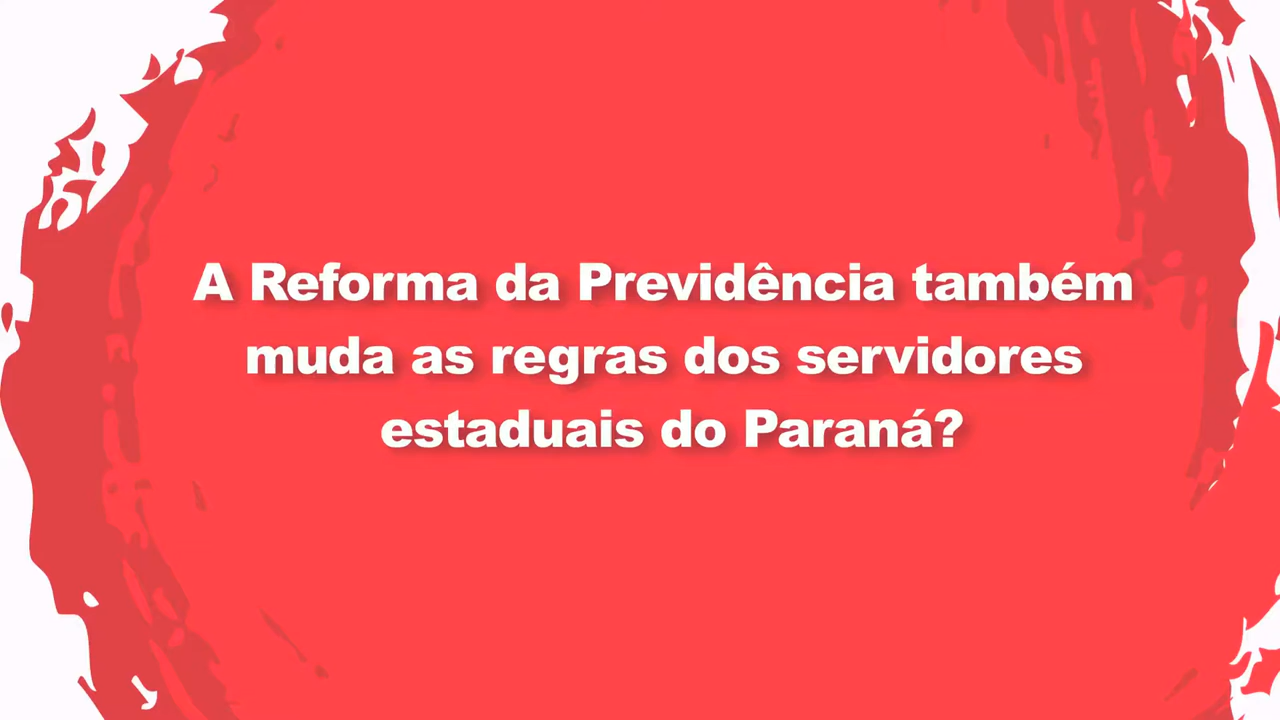 A Reforma da Previdência também
muda as regras dos servidores
estaduais do Paraná?